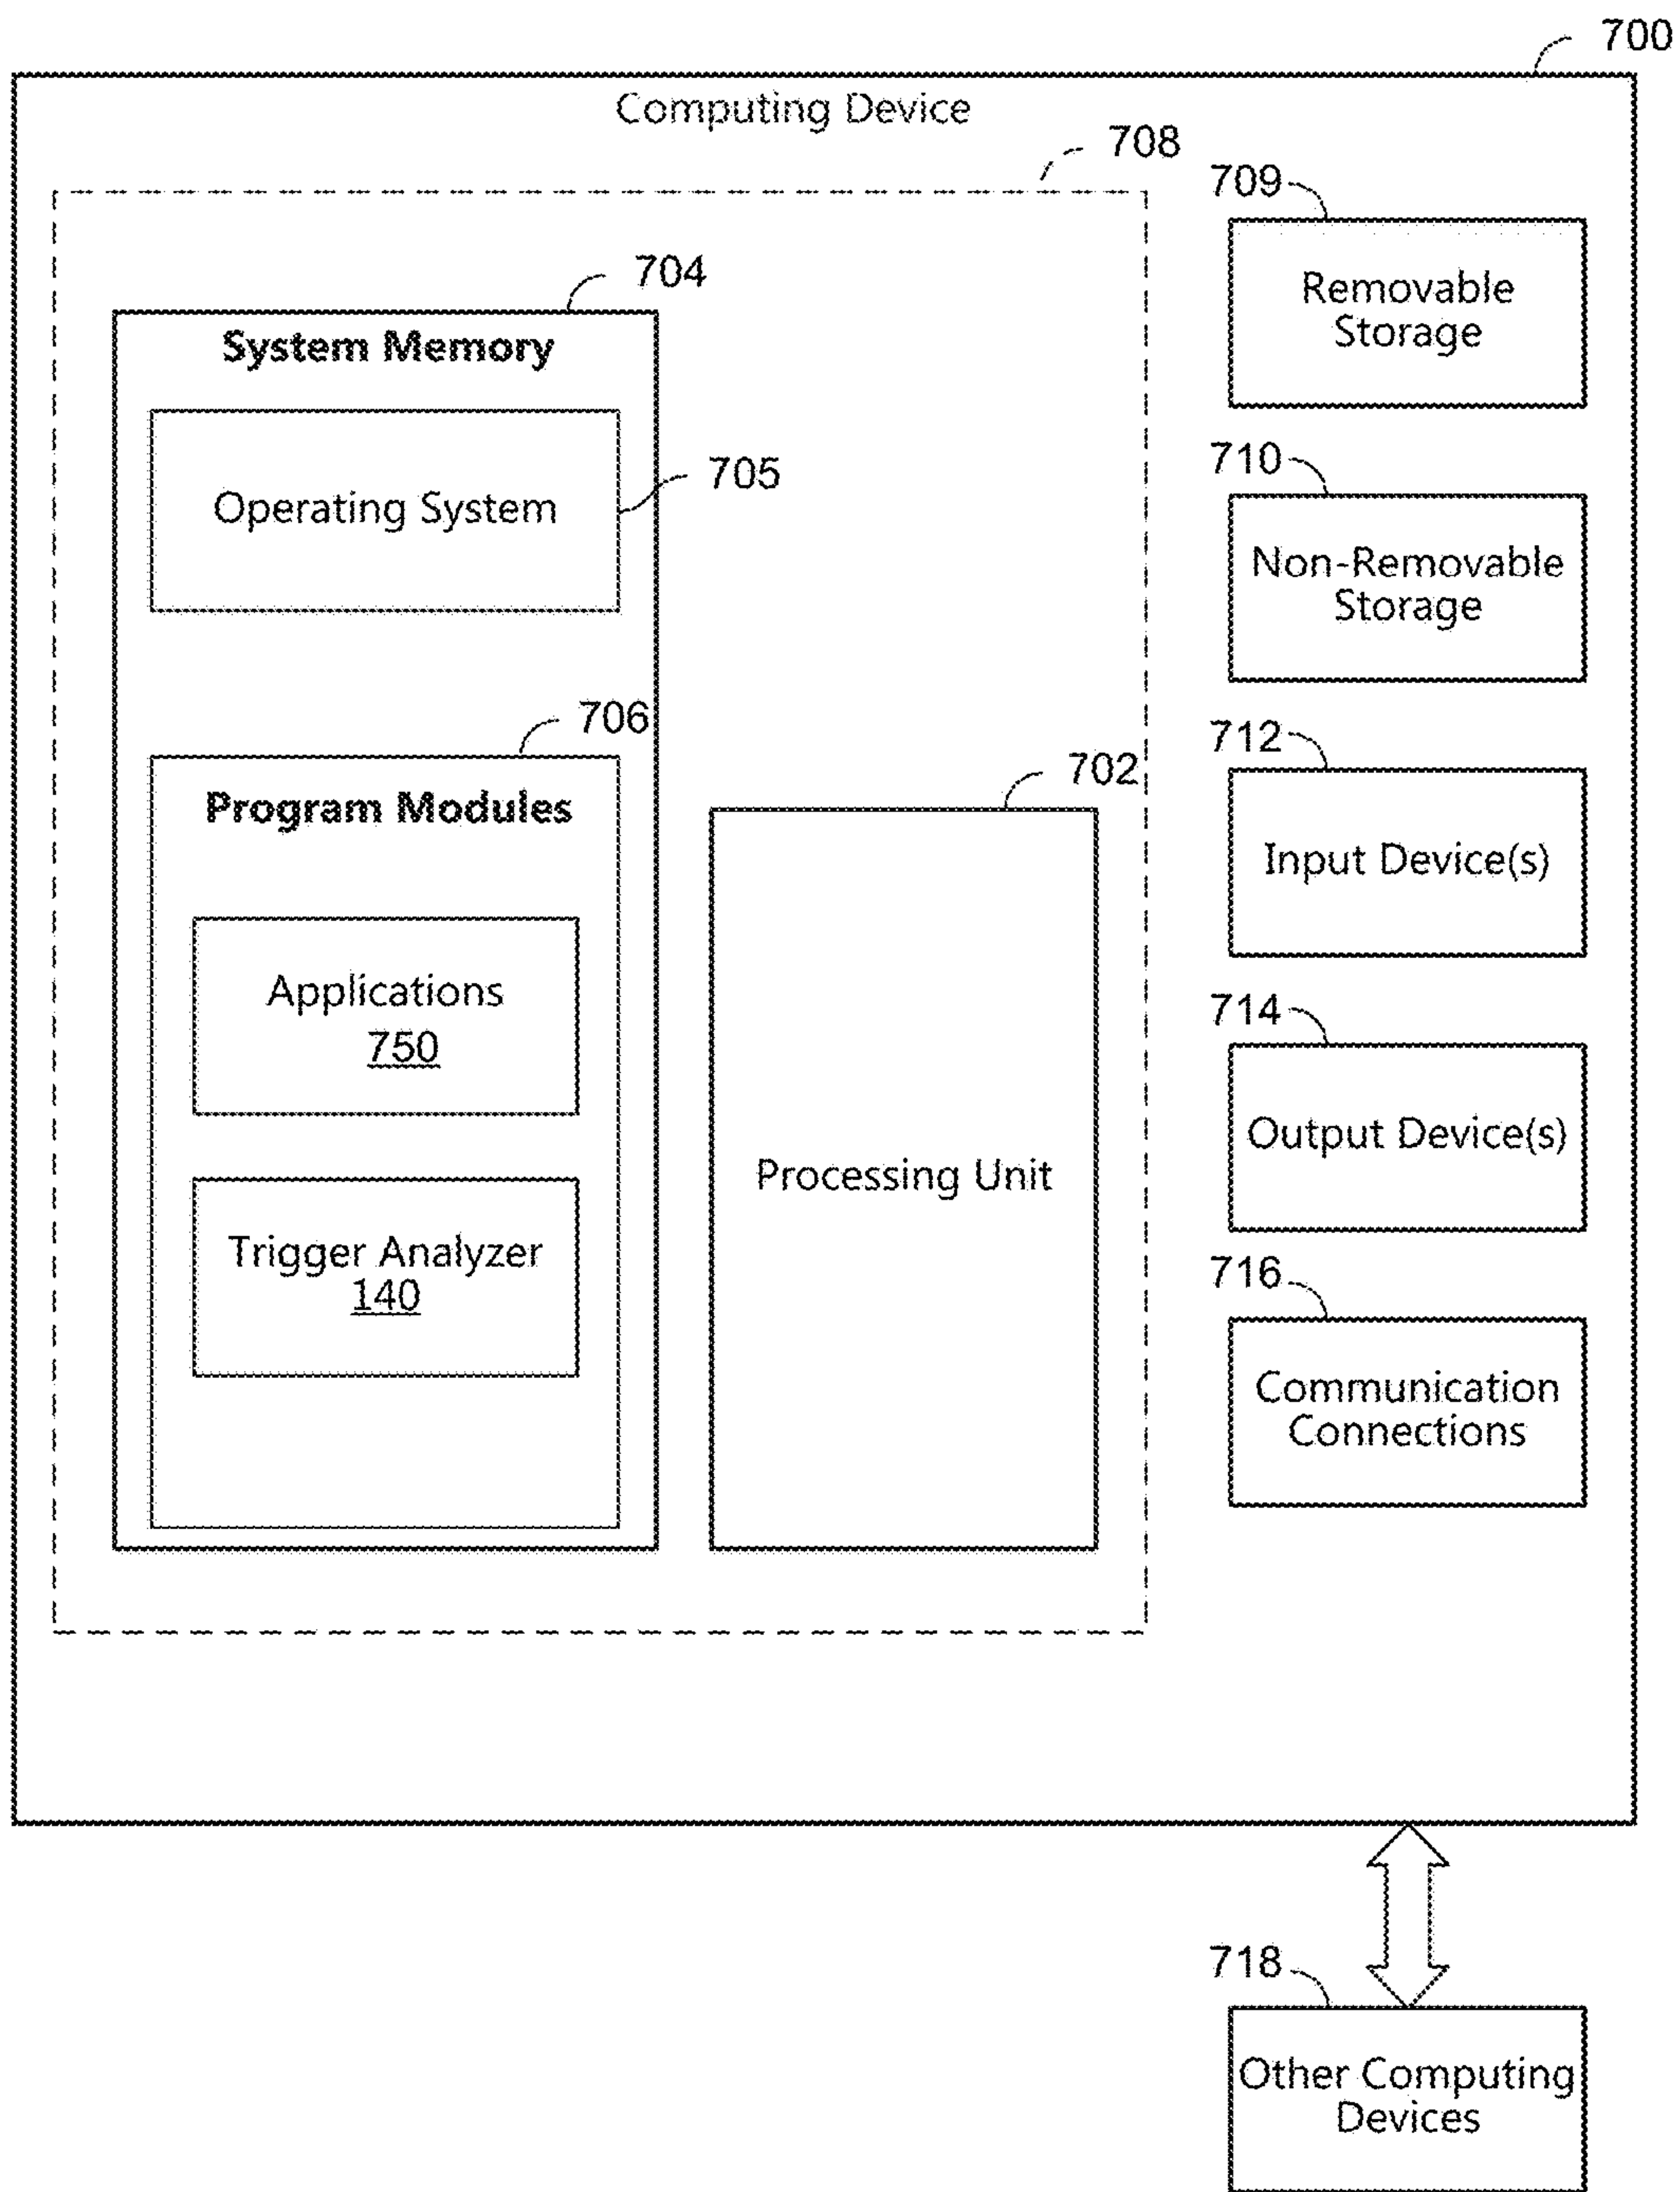 700
Computing Device
708
709
Removable
Storage
704
System Memory
Operating System
705
710
Non-Removable
Storage
706
Program Modules
702
712
Input Device(s)
Applications
750
714
Output Device(s)
Processing Unit
Trigger Analyzer
140
716
Communication
Connections
718
Other Computing
Devices